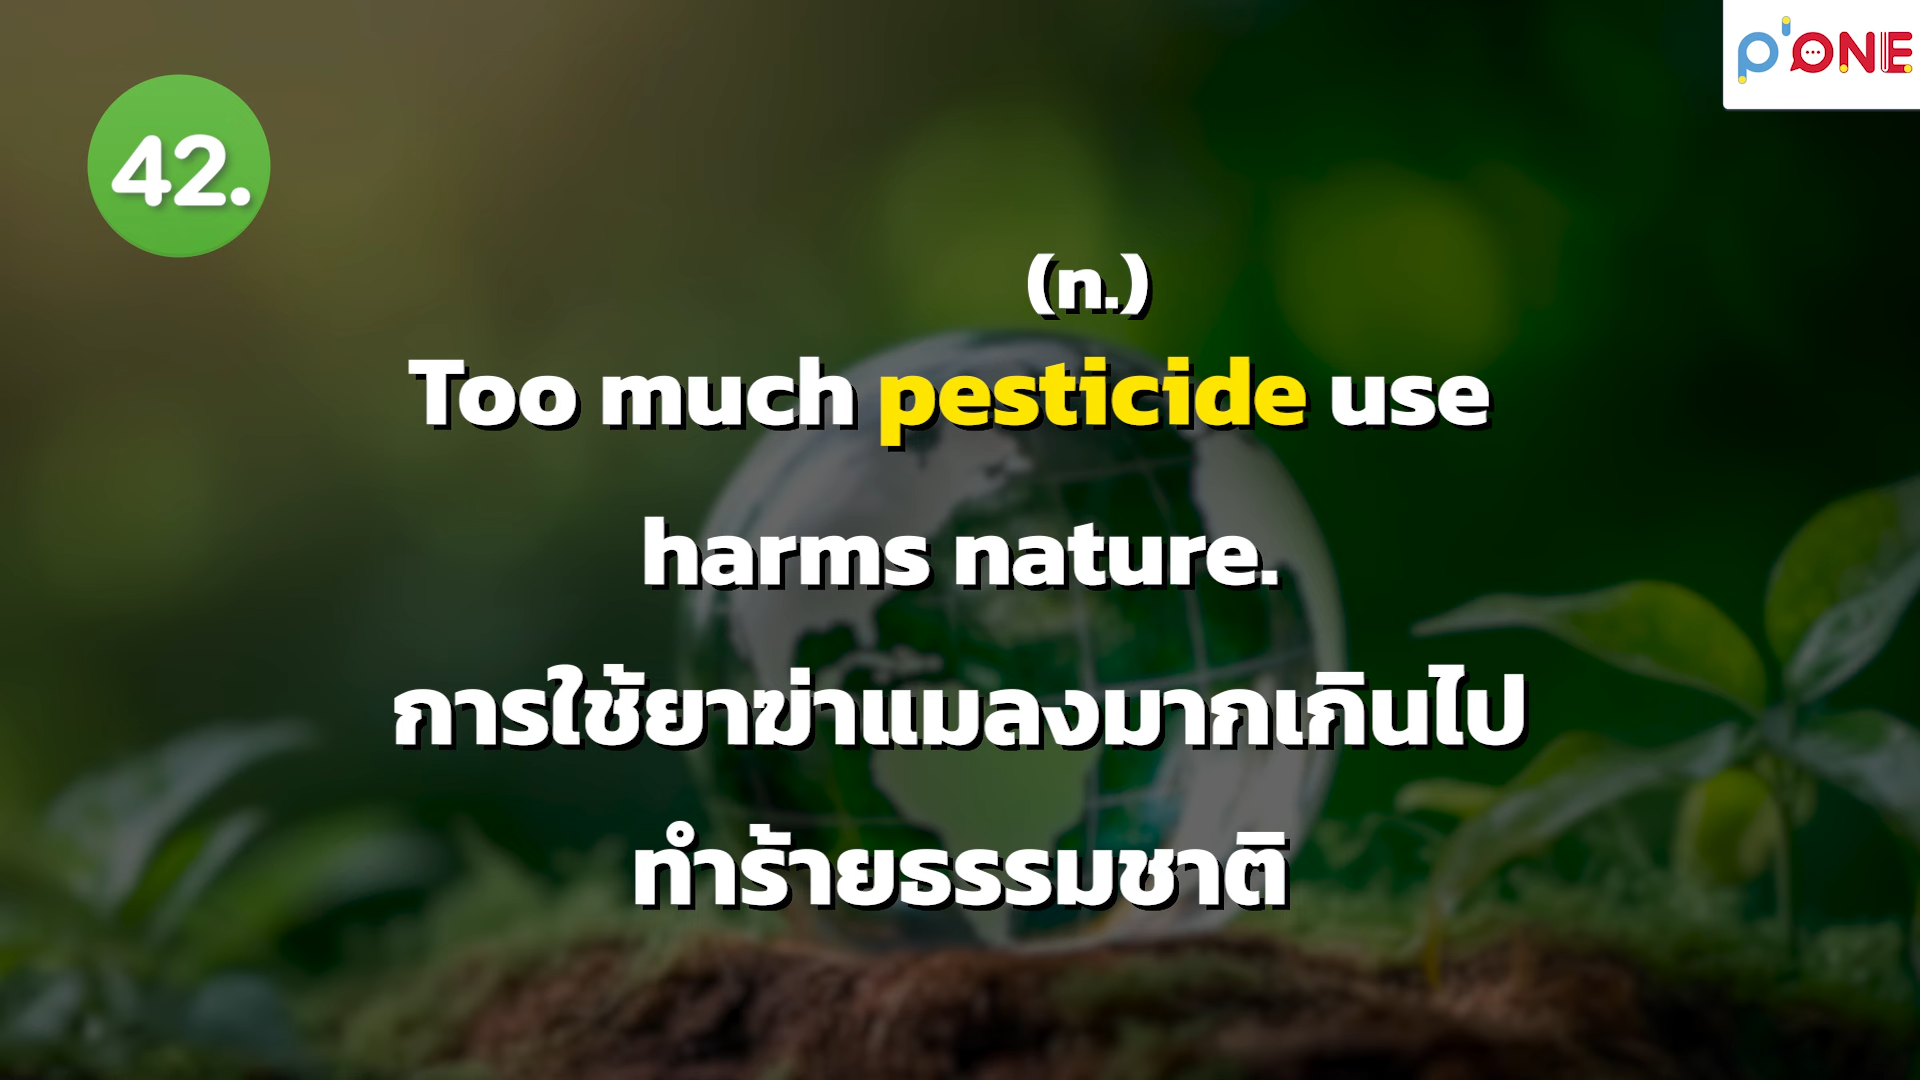 P'ONE
42.
(n.)
Too much pesticide use
harms nature.
การใช้ยาฆ่าแมลงมากเกินไป
ทำร้ายธรรมชาติ